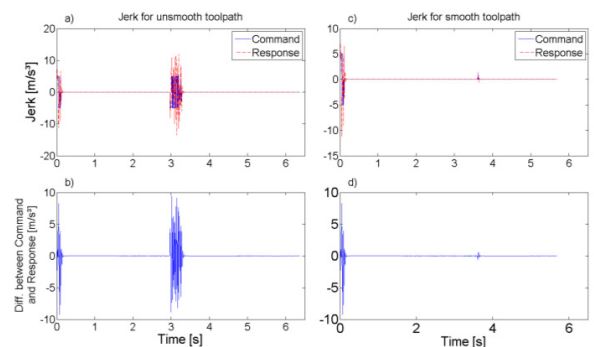 Jerk for unsmooth toolpath
a)
Command
Response
20
10
0
10
20
Jerk [m/s³]
0 1 2 3 4 5 6
b)
10
5
0
-5
-10
Diff. between Command
and Response [m/s³]
0 1 2 3 4 5 6
Time [s]
Jerk for smooth toolpath
c)
Command
Response
10
5
0
-5
-10
15
0 1 2 3 4 5 6
d)
10
5
0
-5
-10
0 2 3 4 5 6
Time [s]